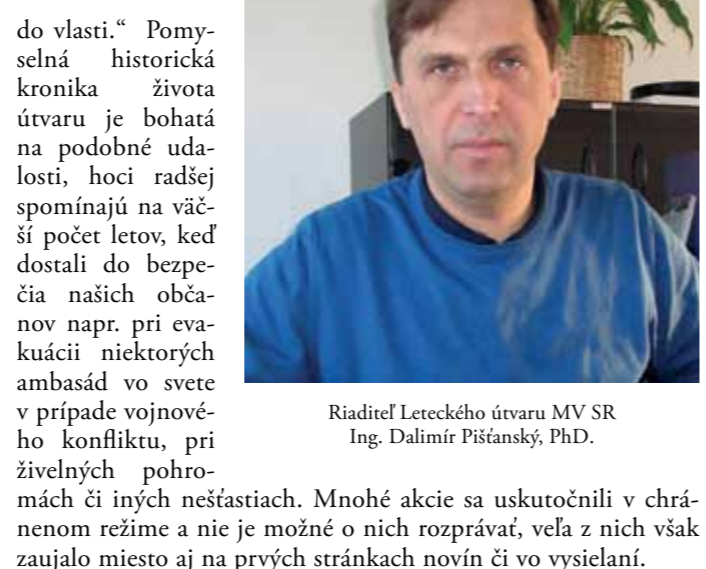 do vlasti.“ Pomy-
selná historická
kronika života
útvaru je bohatá
na podobné uda-
losti, hoci radšej
spomínajú na väč-
ší počet letov, keď
dostali do bezpe-
čia našich obča-
nov napr. pri eva-
kuácii niektorých
ambasád vo svete
v prípade vojnové-
ho konfliktu, pri
živelných pohro-
mách či iných nešťastiach. Mnohé akcie sa uskutočnili v chrá-
nenom režime a nie je možné o nich rozprávať, veľa z nich však
zaujalo miesto aj na prvých stránkach novín či vo vysielaní.
Riaditeľ Leteckého útvaru MV SR
Ing. Dalimír Pišťanský, PhD.